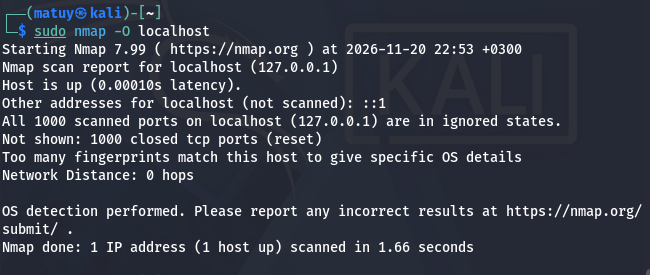 ┌──(matuy㉿kali)-[~]
└─$ sudo nmap -O localhost
Starting Nmap 7.99 ( https://nmap.org ) at 2026-11-20 22:53 +0300
Nmap scan report for localhost (127.0.0.1)
Host is up (0.00010s latency).
Other addresses for localhost (not scanned): ::1
All 1000 scanned ports on localhost (127.0.0.1) are in ignored states.
Not shown: 1000 closed tcp ports (reset)
Too many fingerprints match this host to give specific OS details
Network Distance: 0 hops

OS detection performed. Please report any incorrect results at https://nmap.org/
submit/ .
Nmap done: 1 IP address (1 host up) scanned in 1.66 seconds
KALI